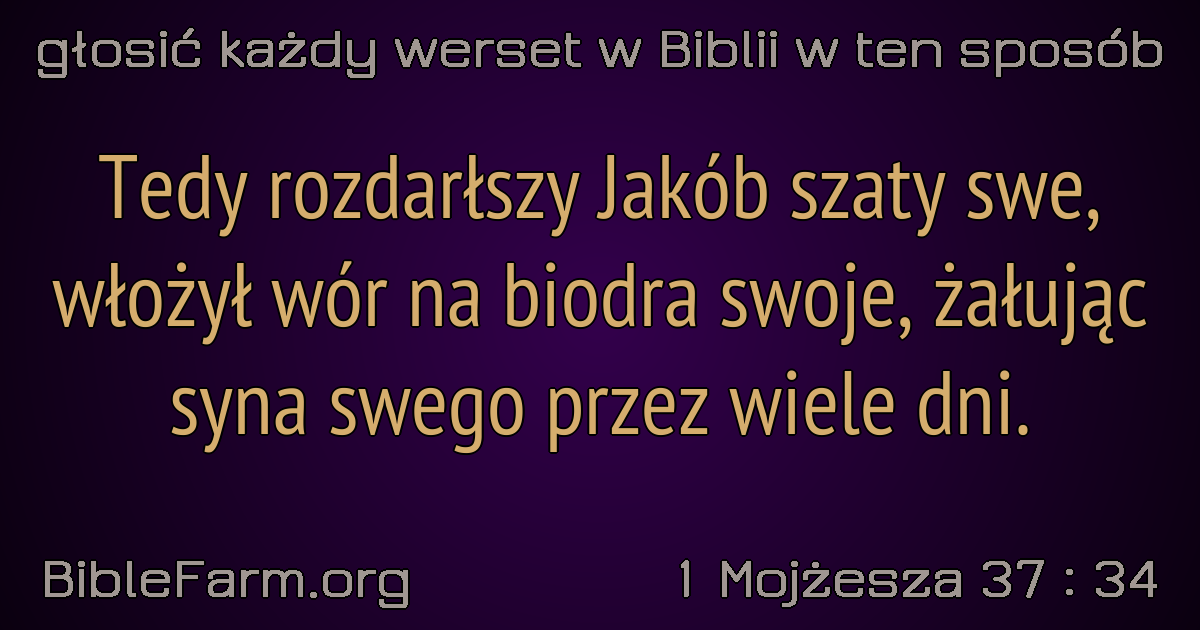 głosić każdy werset w Biblii w ten sposób
Tedy rozdarłszy Jakób szaty swe,
włożył wór na biodra swoje, żałując
syna swego przez wiele dni.
BibleFarm.org
1 Mojżesza 37 : 34